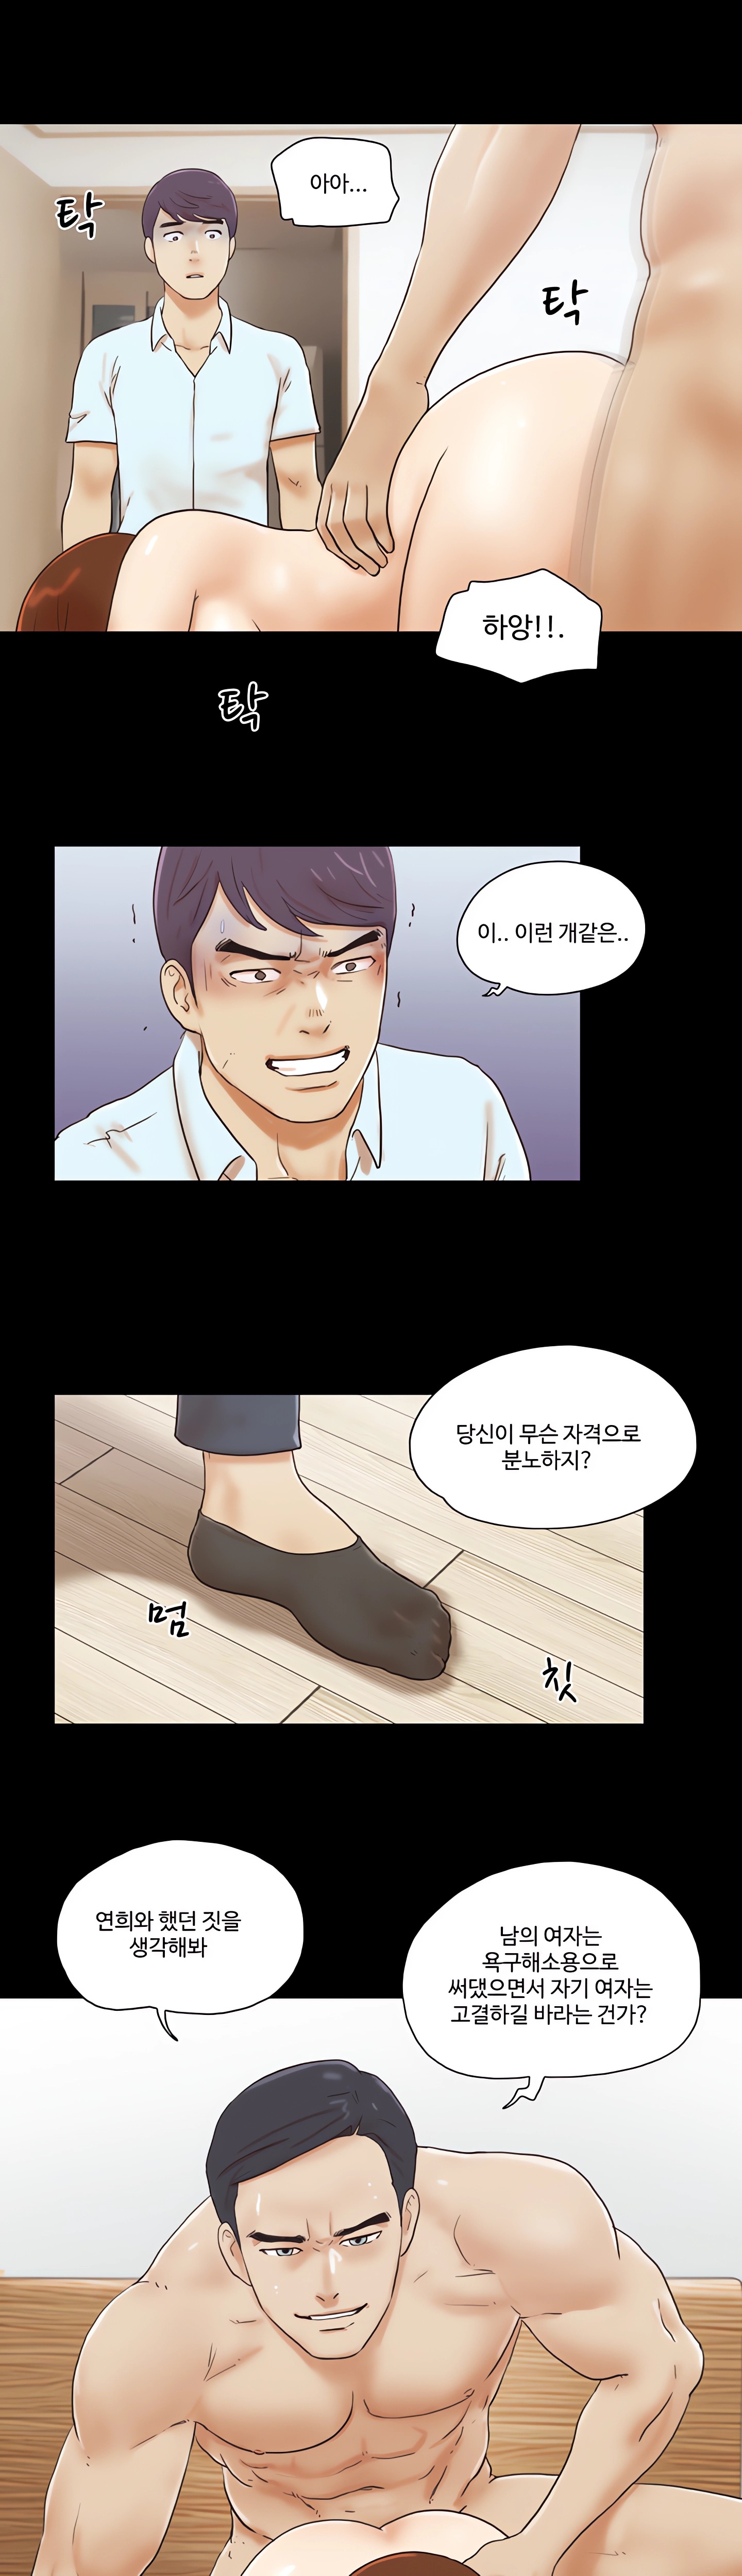 아아...
탁
탁
하앙!!.
탁
이.. 이런 개같은..
당신이 무슨 자격으로
분노하지?
멈
칫
연희와 했던 짓을
생각해봐
남의 여자는
욕구해소용으로
써댔으면서 자기 여자는
고결하길 바라는 건가?